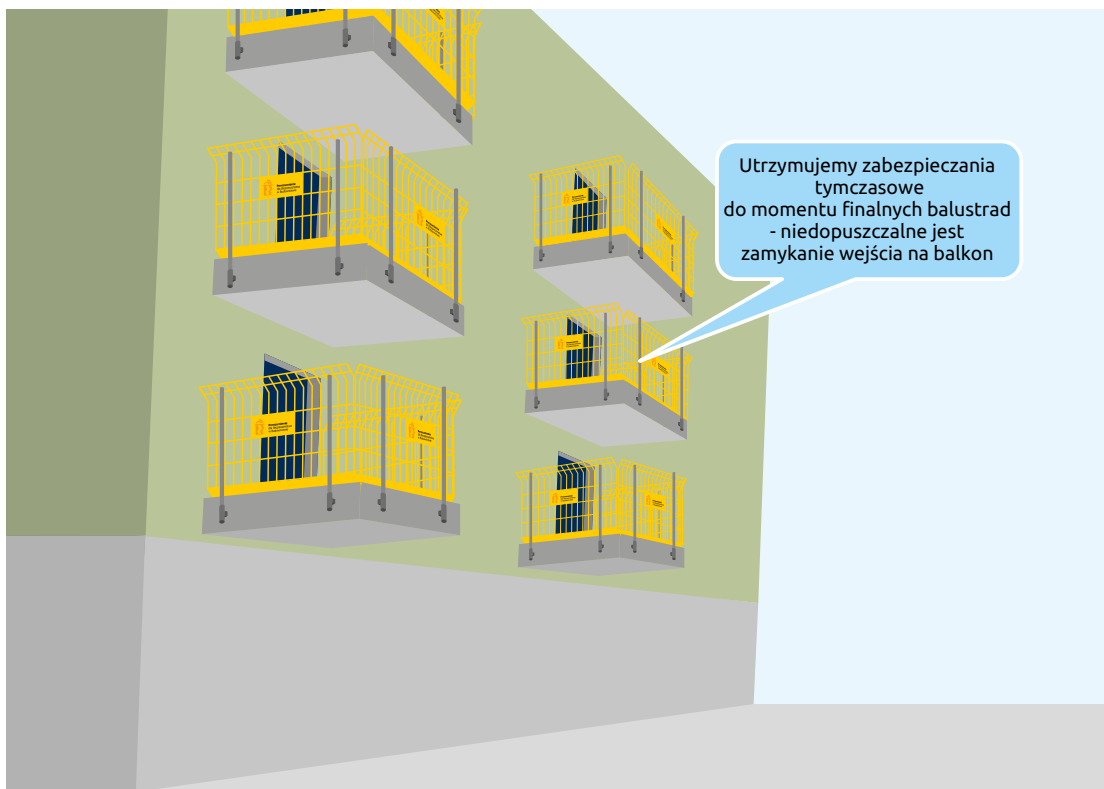 Utrzymujemy zabezpieczania
tymczasowe
do momentu finalnych balustrad
- niedopuszczalne jest
zamykanie wejścia na balkon